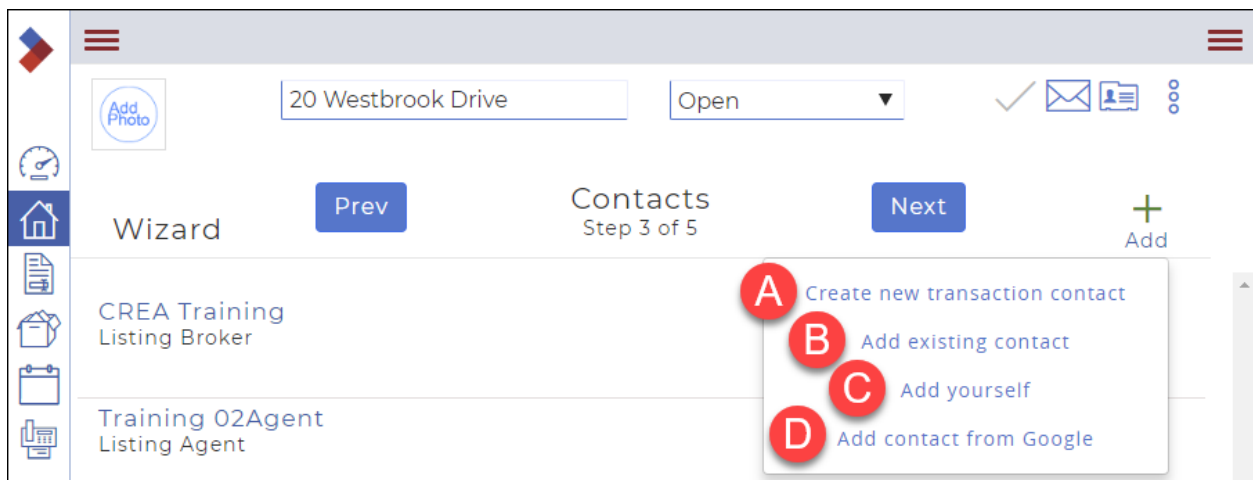 Add
Photo
20 Westbrook Drive
Open
Wizard
Prev
Contacts
Step 3 of 5
Next
Add
A Create new transaction contact
B Add existing contact
C Add yourself
D Add contact from Google
CREA Training
Listing Broker
Training 02Agent
Listing Agent